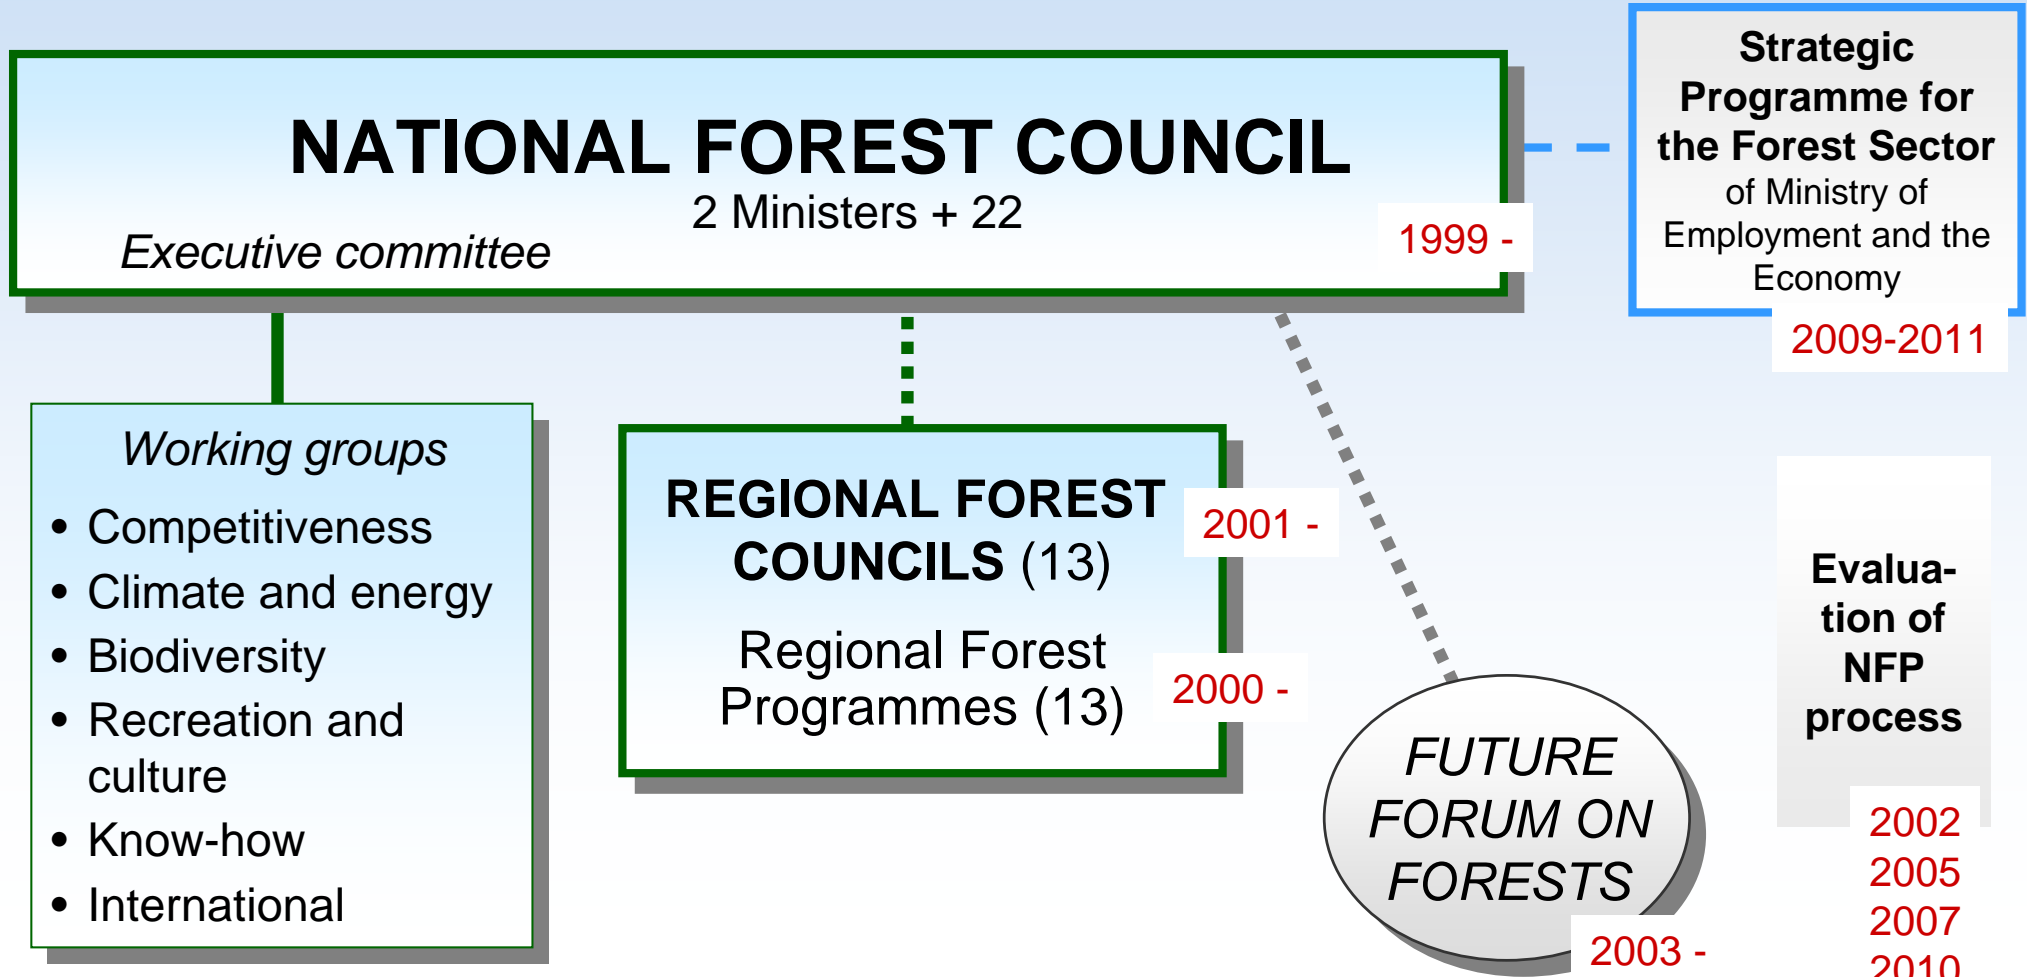 NATIONAL FOREST COUNCIL
2 Ministers + 22
Executive committee
1999 -
Strategic
Programme for
the Forest Sector
of Ministry of
Employment and the
Economy
2009-2011
Working groups
• Competitiveness
• Climate and energy
• Biodiversity
• Recreation and
culture
• Know-how
• International
REGIONAL FOREST
COUNCILS (13)
2001 -
Regional Forest
Programmes (13)
2000 -
FUTURE
FORUM ON
FORESTS
2003 -
Evalua-
tion of
NFP
process
2002
2005
2007
2010